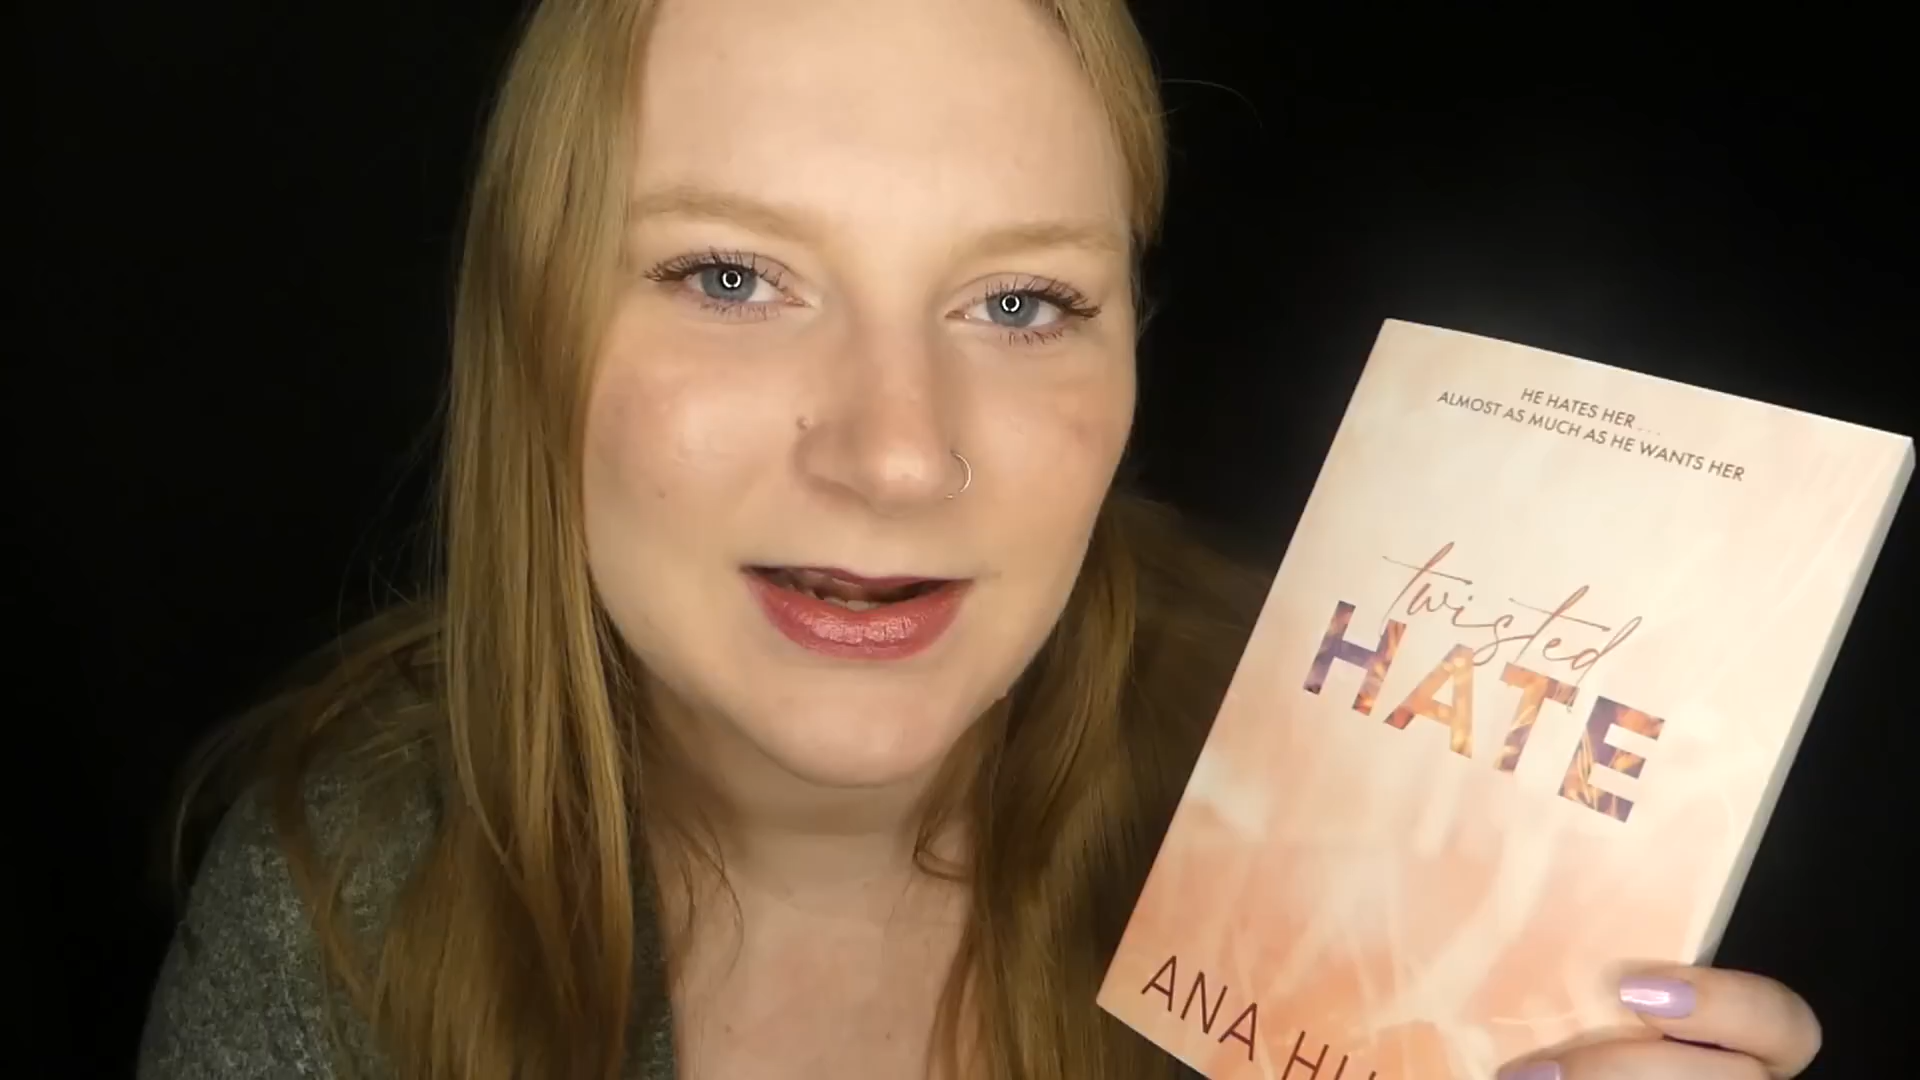 HE HATES HER...
ALMOST AS MUCH AS HE WANTS HER
twisted
HATE
ANA